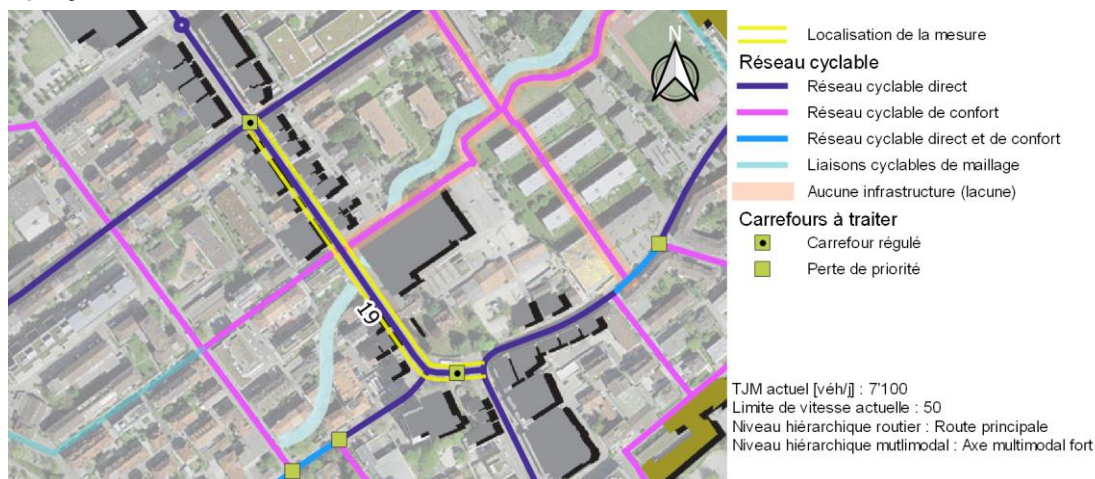 N
19
Localisation de la mesure
Réseau cyclable
Réseau cyclable direct
Réseau cyclable de confort
Réseau cyclable direct et de confort
Liaisons cyclables de maillage
Aucune infrastructure (lacune)
Carrefours à traiter
Carrefour régulé
Perte de priorité
TJM actuel [véh/j] : 7'100
Limite de vitesse actuelle : 50
Niveau hiérarchique routier : Route principale
Niveau hiérarchique mutlimodal : Axe multimodal fort